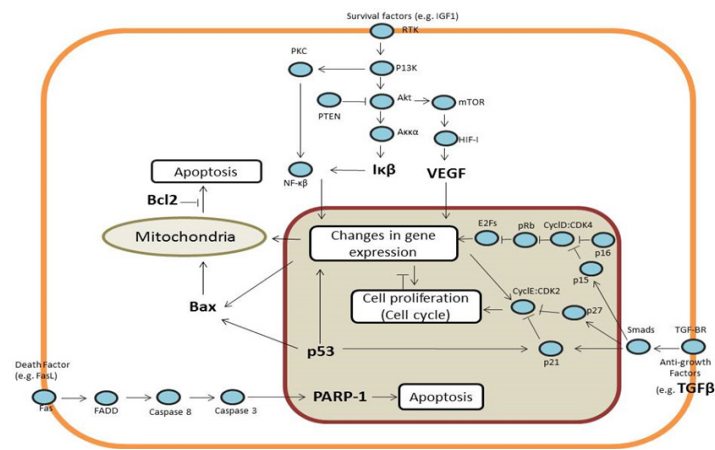 Survival factors (e.g. IGF1)
RTK
PKC
P13K
Akt
mTOR
PTEN
Aκκα
HIF-I
Iκβ
VEGF
NF-κβ
Apoptosis
Bcl2
Mitochondria
Changes in gene
expression
E2Fs
pRb
CyclD:CDK4
p16
p15
Cell proliferation
(Cell cycle)
CyclE:CDK2
p27
Bax
p53
p21
Smads
TGF-BR
Anti-growth
Factors
(e.g. TGFβ
Death Factor
(e.g. FasL)
Fas
FADD
Caspase 8
Caspase 3
PARP-1
Apoptosis